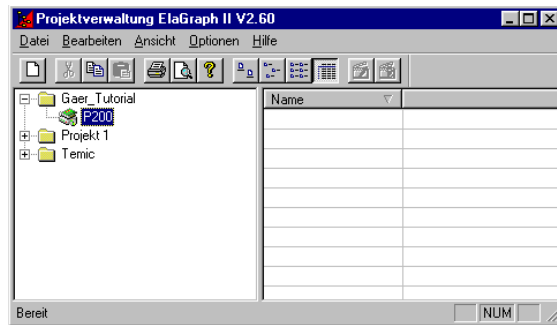 Projektverwaltung ElaGraph II V2.60
Datei Bearbeiten Ansicht Optionen Hilfe
Gaer_Tutorial
P200
Projekt 1
Temic
Name
Bereit
NUM